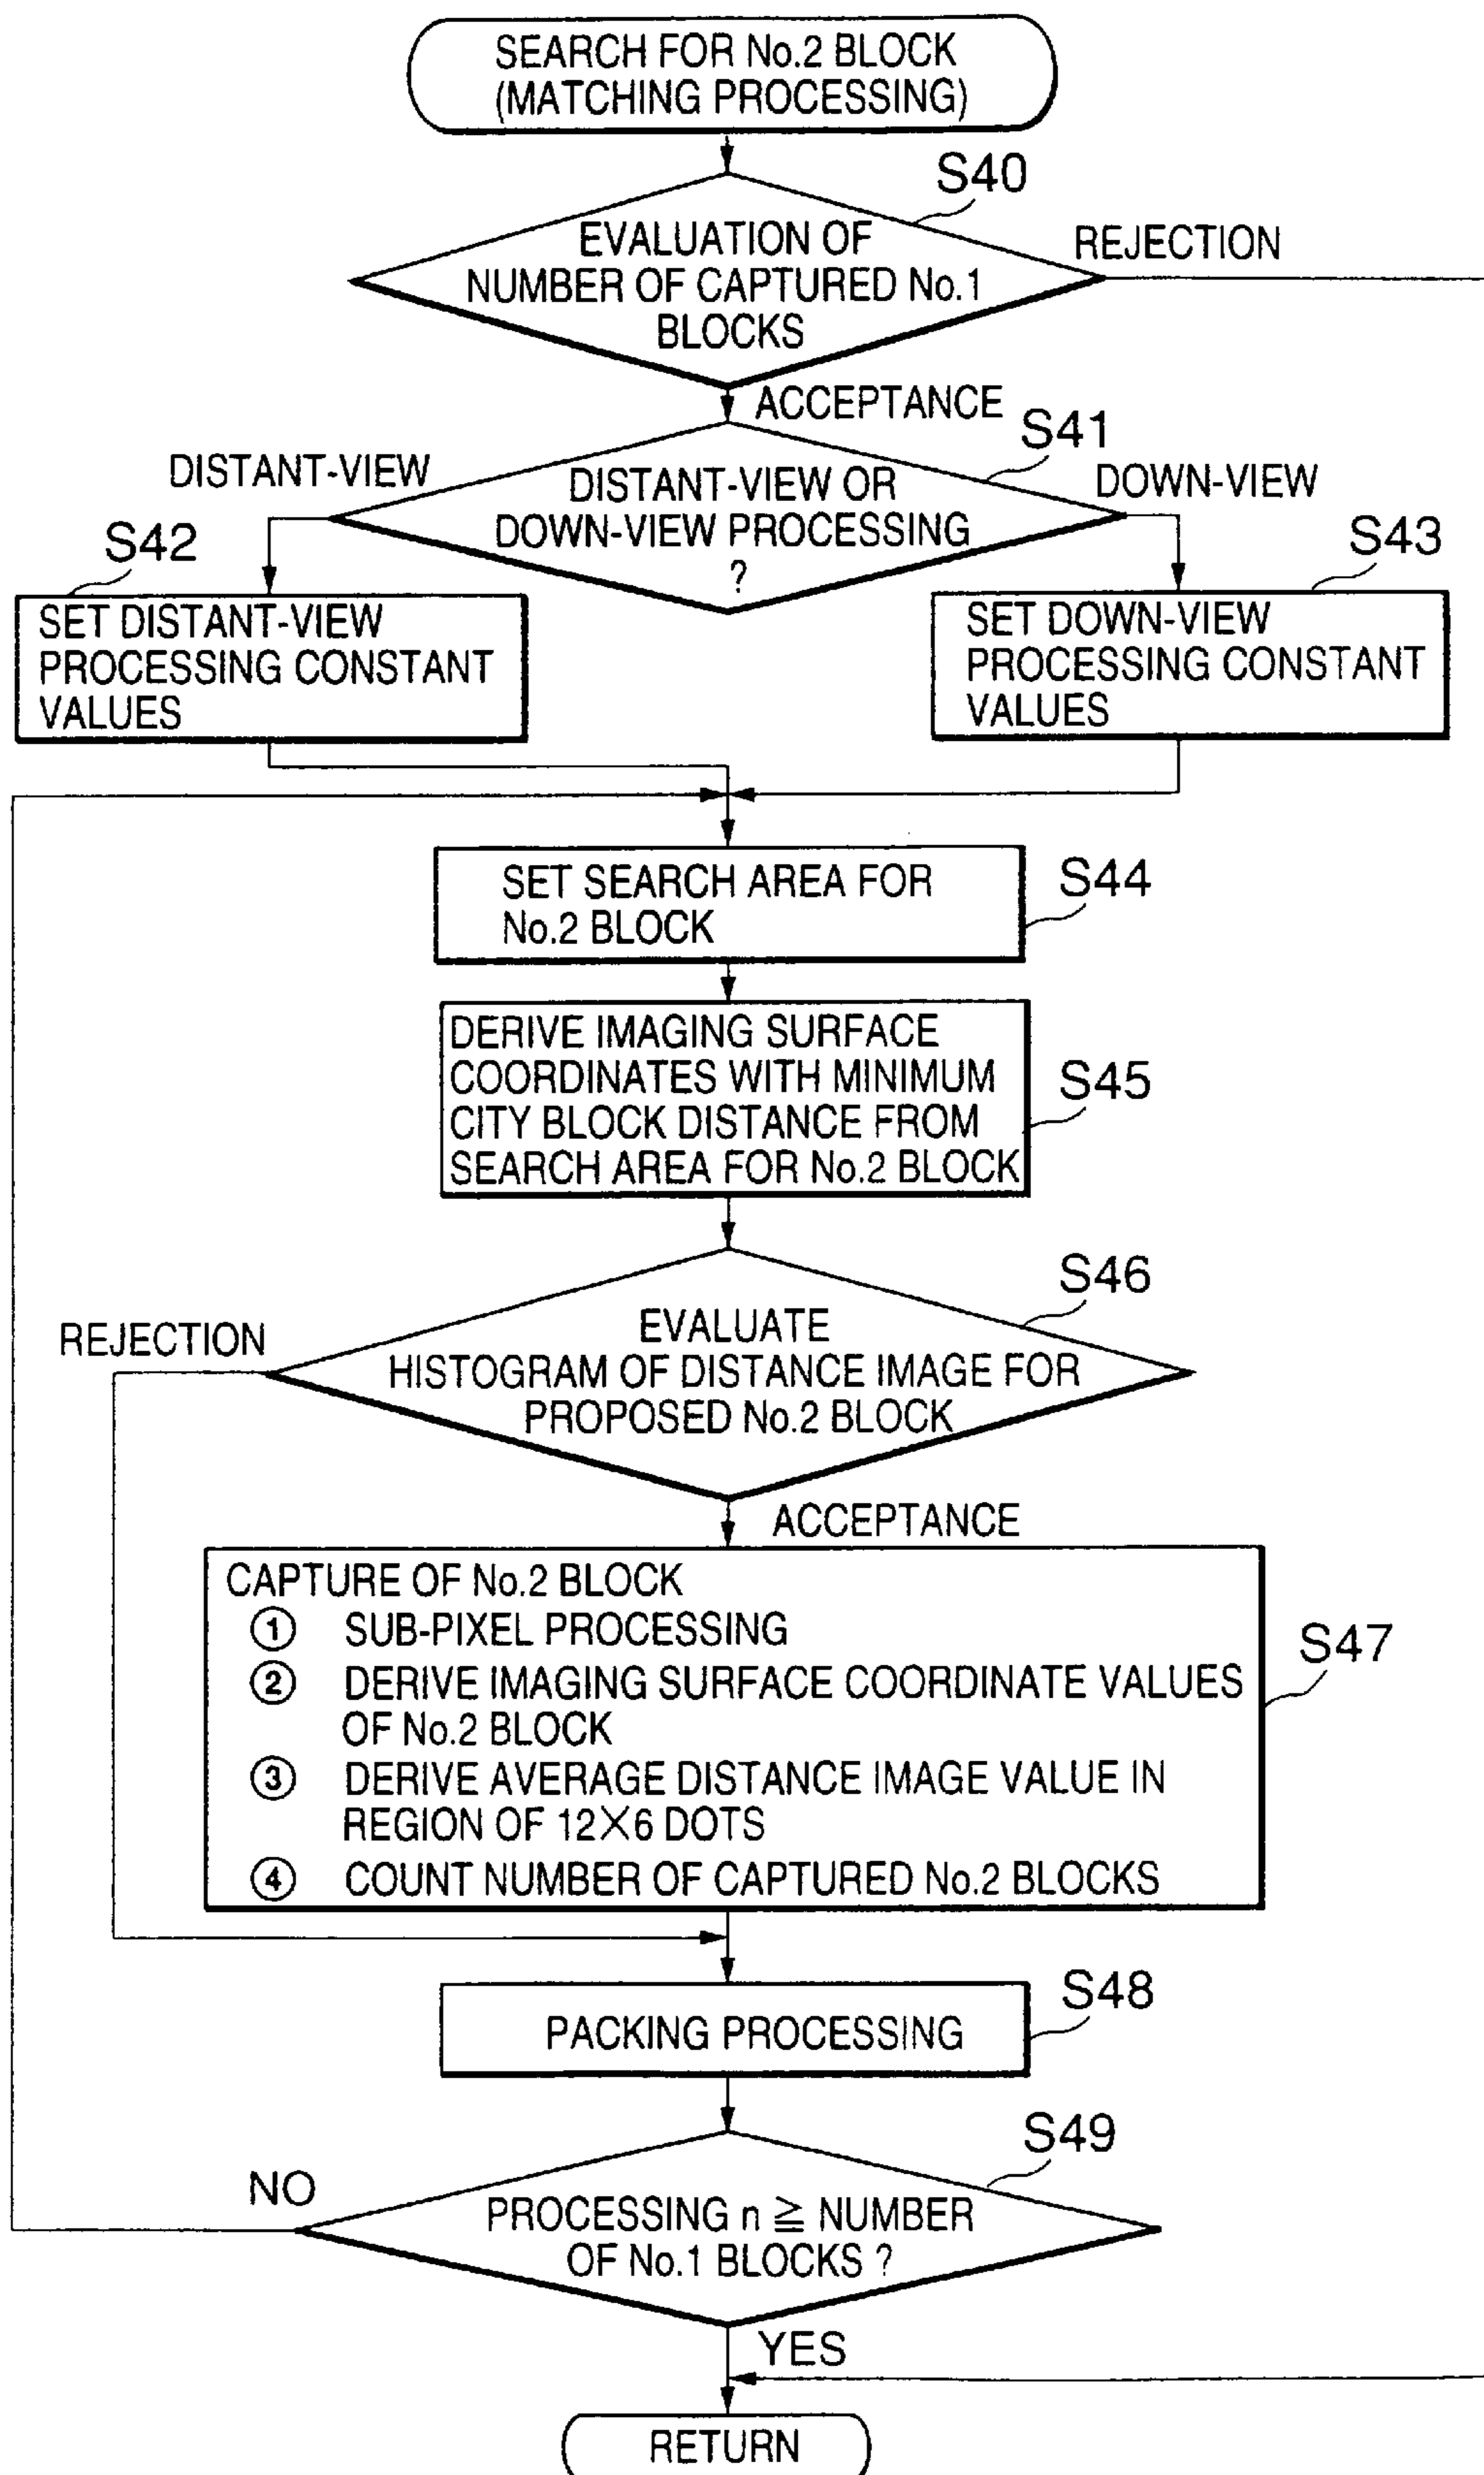 SEARCH FOR No.2 BLOCK
(MATCHING PROCESSING)
S40
EVALUATION OF
NUMBER OF CAPTURED No.1
BLOCKS
REJECTION
ACCEPTANCE
S41
DISTANT-VIEW
DISTANT-VIEW OR
DOWN-VIEW PROCESSING
?
DOWN-VIEW
S42
SET DISTANT-VIEW
PROCESSING CONSTANT
VALUES
S43
SET DOWN-VIEW
PROCESSING CONSTANT
VALUES
SET SEARCH AREA FOR
No.2 BLOCK
S44
DERIVE IMAGING SURFACE
COORDINATES WITH MINIMUM
CITY BLOCK DISTANCE FROM
SEARCH AREA FOR No.2 BLOCK
S45
S46
REJECTION
EVALUATE
HISTOGRAM OF DISTANCE IMAGE FOR
PROPOSED No.2 BLOCK
ACCEPTANCE
CAPTURE OF No.2 BLOCK
① SUB-PIXEL PROCESSING
② DERIVE IMAGING SURFACE COORDINATE VALUES
OF No.2 BLOCK
③ DERIVE AVERAGE DISTANCE IMAGE VALUE IN
REGION OF 12×6 DOTS
④ COUNT NUMBER OF CAPTURED No.2 BLOCKS
S47
PACKING PROCESSING
S48
S49
NO
PROCESSING n ≧ NUMBER
OF No.1 BLOCKS ?
YES
RETURN